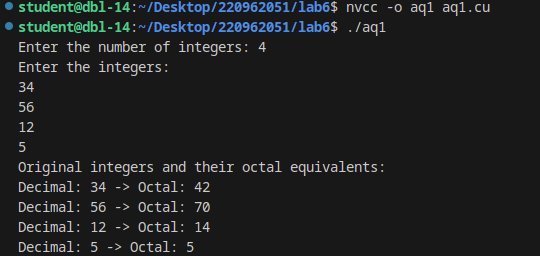 student@dbl-14:~/Desktop/220962051/lab6$ nvcc -o aq1 aq1.cu
student@dbl-14:~/Desktop/220962051/lab6$ ./aq1
Enter the number of integers: 4
Enter the integers:
34
56
12
5
Original integers and their octal equivalents:
Decimal: 34 -> Octal: 42
Decimal: 56 -> Octal: 70
Decimal: 12 -> Octal: 14
Decimal: 5 -> Octal: 5